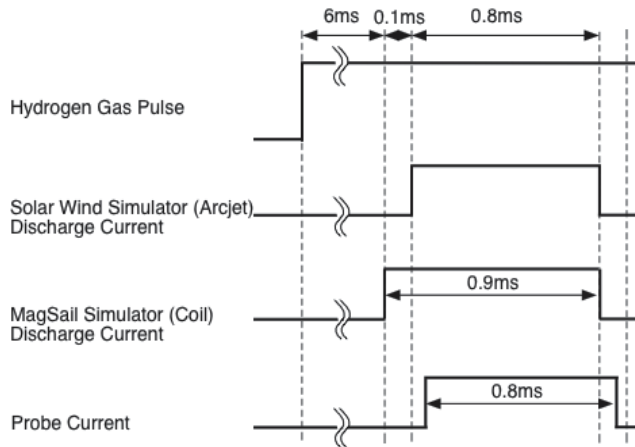 6ms 0.1ms 0.8ms
Hydrogen Gas Pulse
Solar Wind Simulator (Arcjet)
Discharge Current
0.9ms
MagSail Simulator (Coil)
Discharge Current
0.8ms
Probe Current